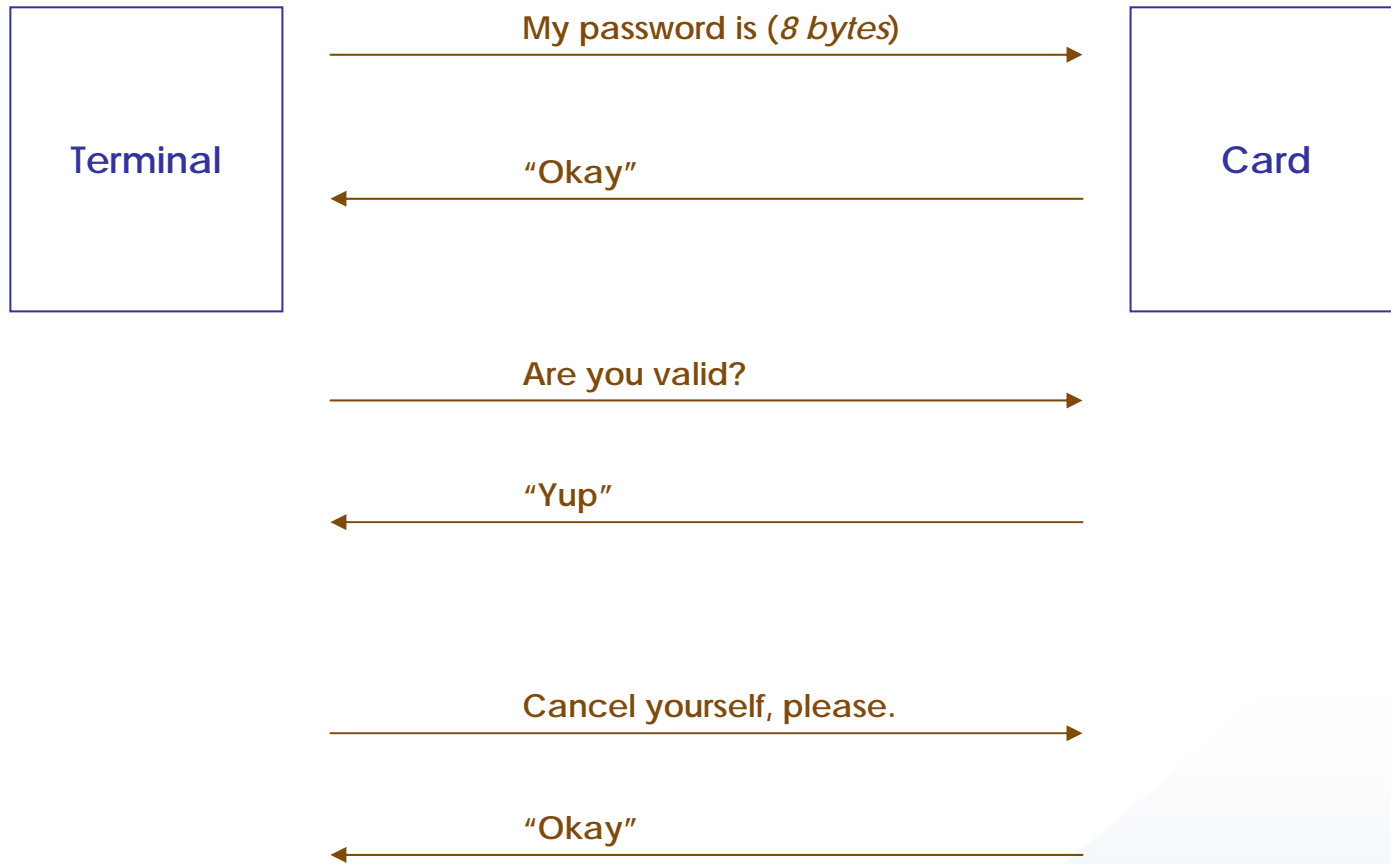 My password is (8 bytes)
Terminal
Card
“Okay”
Are you valid?
“Yup”
Cancel yourself, please.
“Okay”